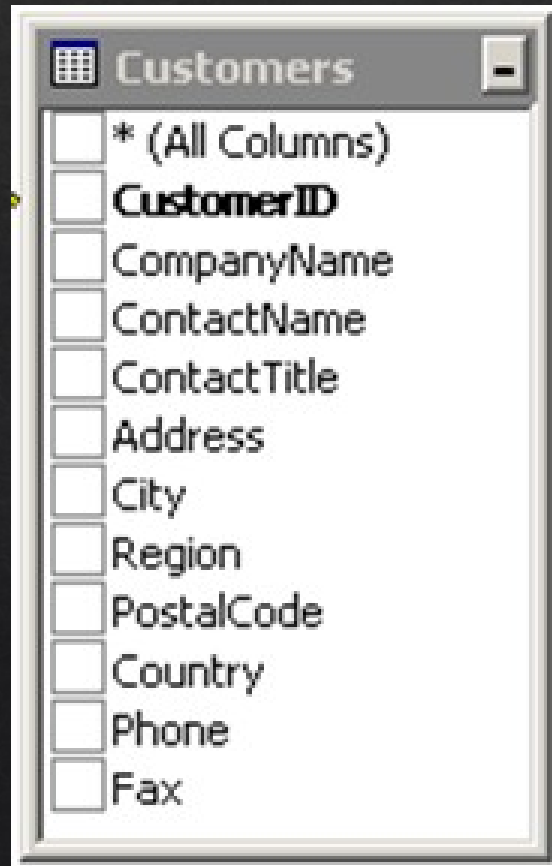 Customers
* (All Columns)
CustomerID
CompanyName
ContactName
ContactTitle
Address
City
Region
PostalCode
Country
Phone
Fax